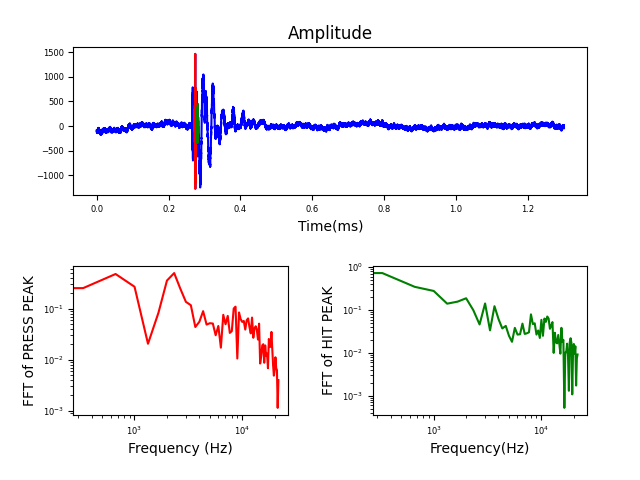 Amplitude
1500
1000
500
0
−500
−1000
0.0 0.2 0.4 0.6 0.8 1.0 1.2
Time(ms)
FFT of PRESS PEAK
10⁻¹
10⁻²
10⁻³
10³ 10⁴
Frequency (Hz)
FFT of HIT PEAK
10⁰
10⁻¹
10⁻²
10⁻³
10³ 10⁴
Frequency(Hz)